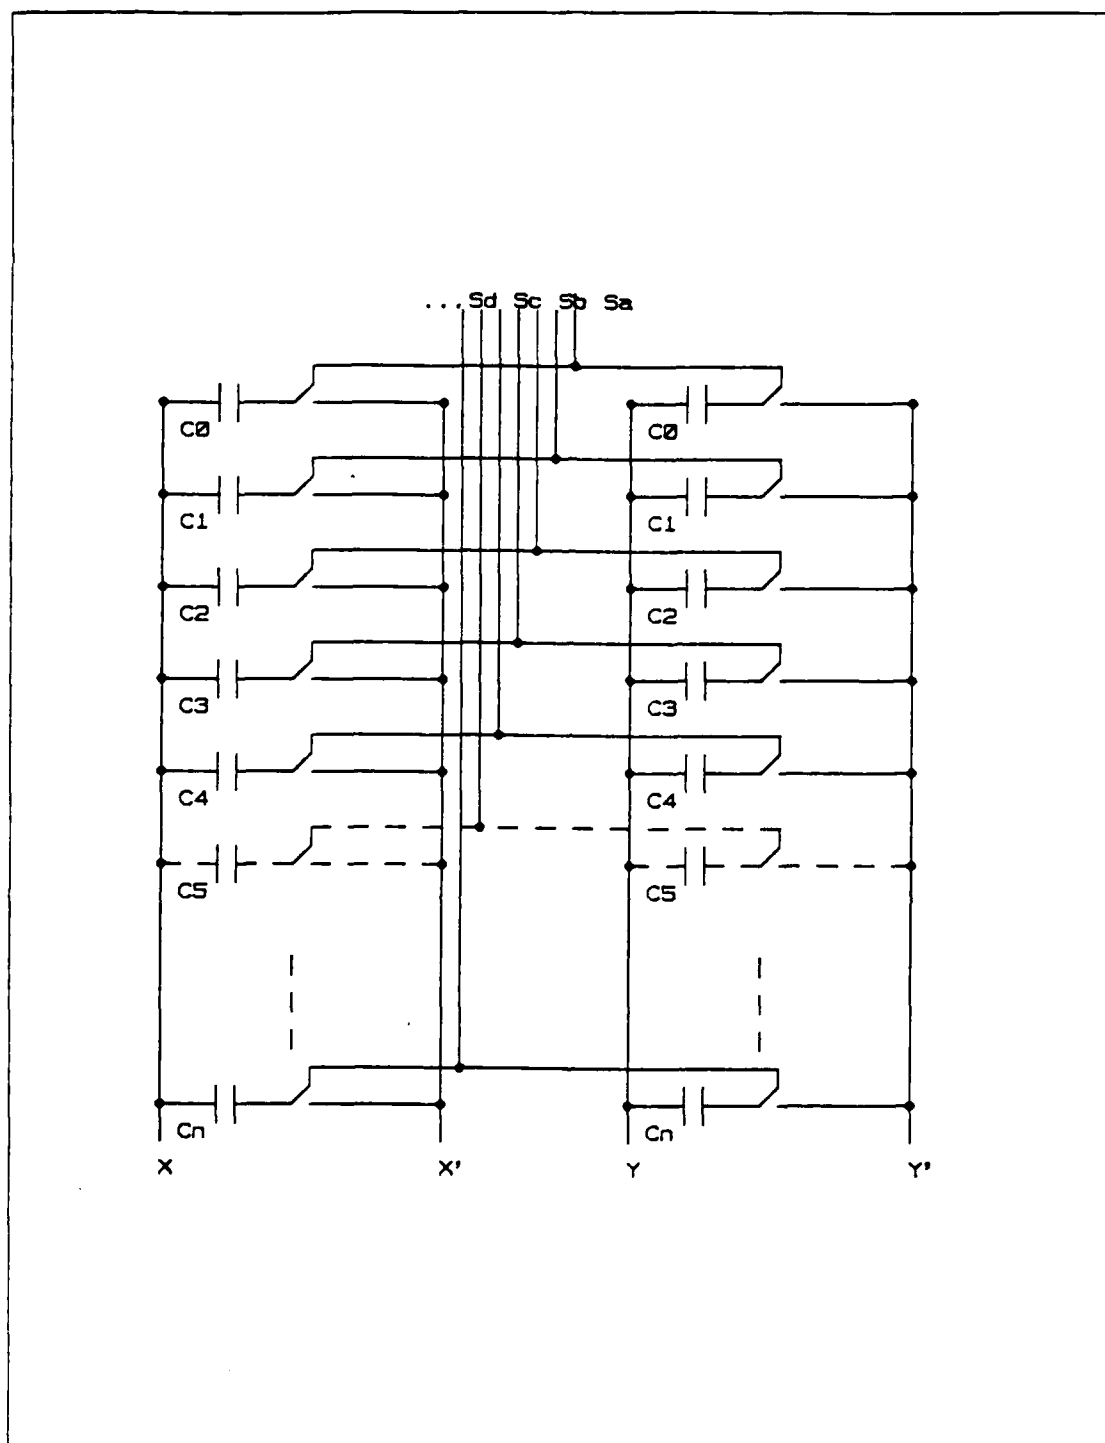 ...Sd Sc Sb Sa
C0 C0
C1 C1
C2 C2
C3 C3
C4 C4
C5 C5
Cn Cn
X X' Y Y'